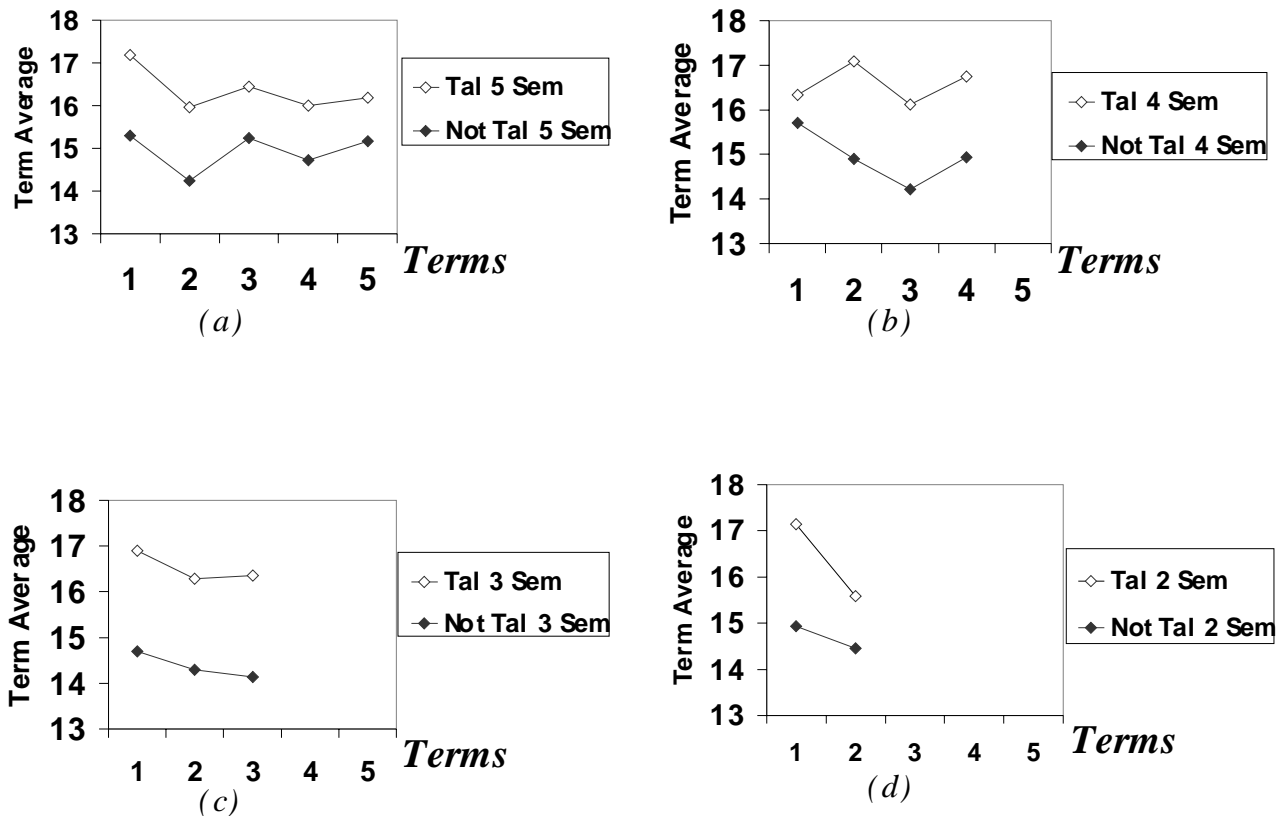 18
17
16
15
14
13
Term Average
Tal 5 Sem
Not Tal 5 Sem
Terms
1 2 3 4 5
(a)
18
17
16
15
14
13
Term Average
Tal 4 Sem
Not Tal 4 Sem
Terms
1 2 3 4 5
(b)
18
17
16
15
14
13
Term Average
Tal 3 Sem
Not Tal 3 Sem
Terms
1 2 3 4 5
(c)
18
17
16
15
14
13
Term Average
Tal 2 Sem
Not Tal 2 Sem
Terms
1 2 3 4 5
(d)